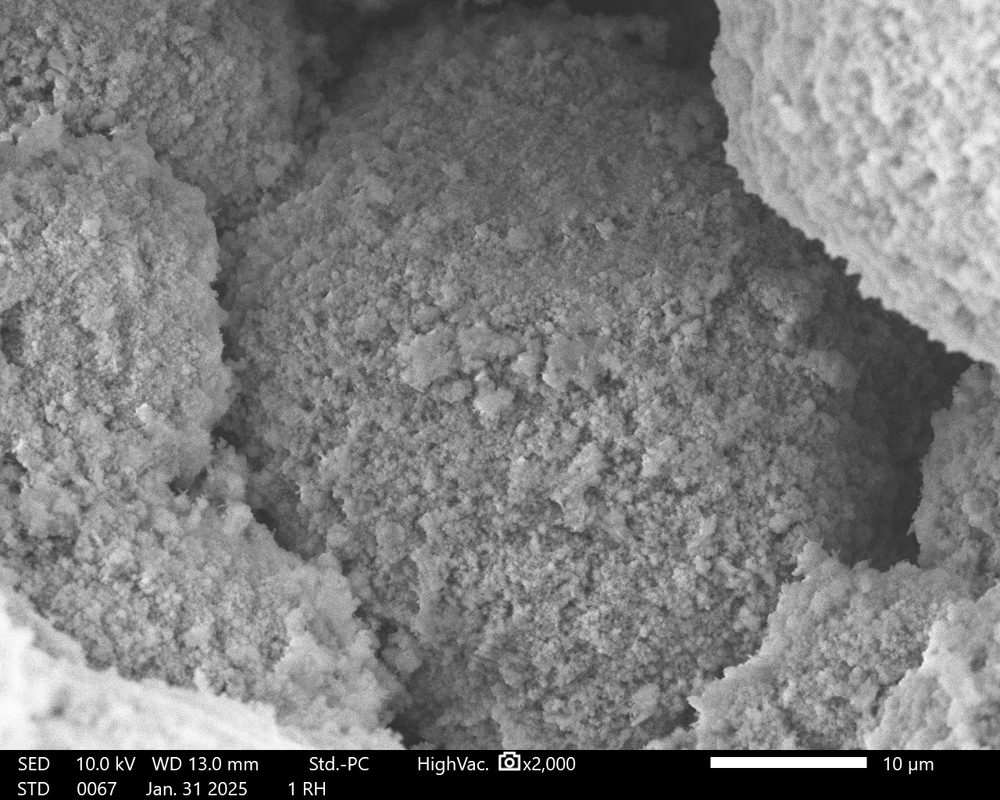 SED 10.0 kV WD 13.0 mm Std.-PC HighVac. x2,000 10 µm
STD 0067 Jan. 31 2025 1 RH